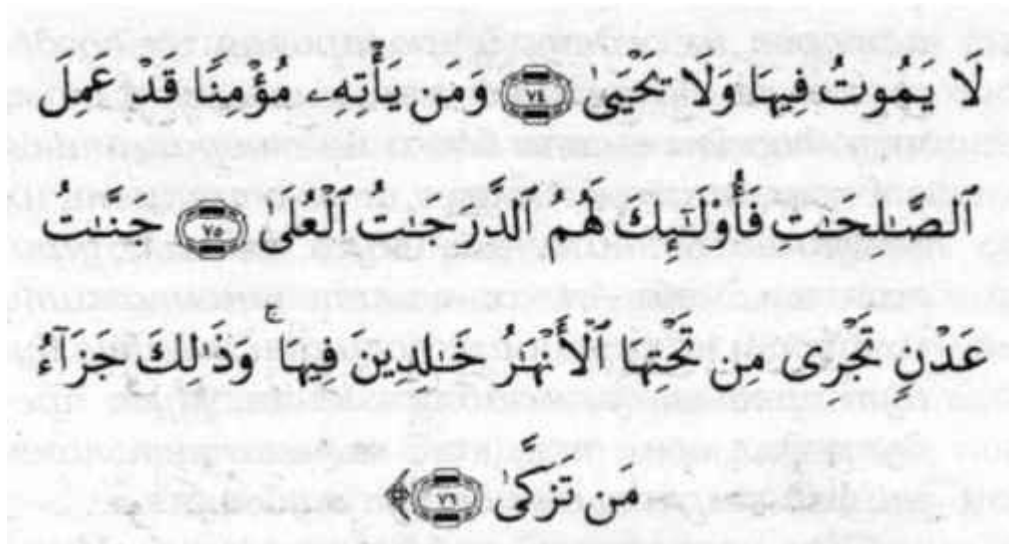 لَا يَمُوتُ فِيهَا وَلَا يَحْيَىٰ ﴿٧٤﴾ وَمَن يَأْتِهِۦ مُؤْمِنًا قَدْ عَمِلَ
ٱلصَّـٰلِحَـٰتِ فَأُو۟لَـٰٓئِكَ لَهُمُ ٱلدَّرَجَـٰتُ ٱلْعُلَىٰ ﴿٧٥﴾ جَنَّـٰتُ
عَدْنٍ تَجْرِى مِن تَحْتِهَا ٱلْأَنْهَـٰرُ خَـٰلِدِينَ فِيهَا ۚ وَذَٰلِكَ جَزَآءُ
مَن تَزَكَّىٰ ﴿٧٦﴾ ﴾